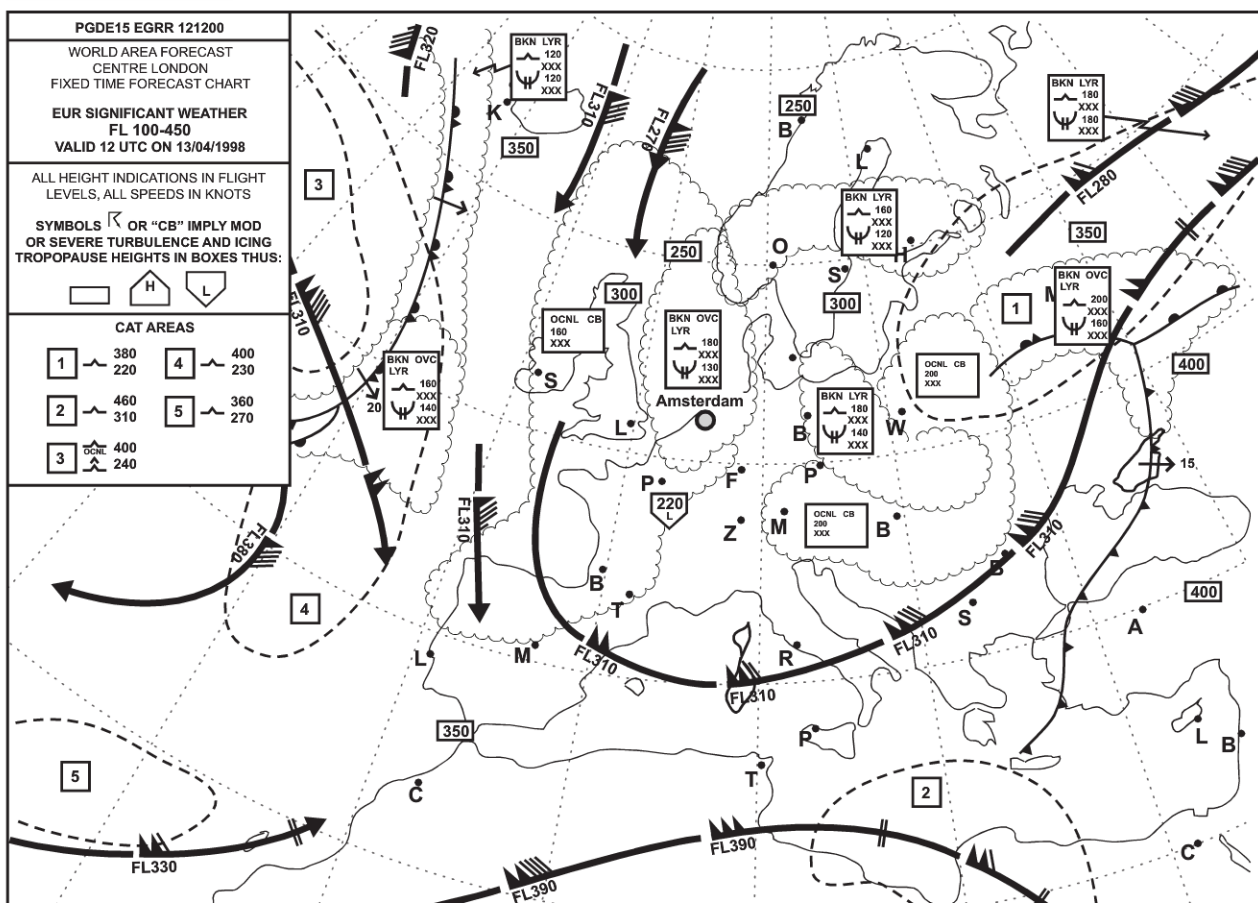 PGDE15 EGRR 121200
WORLD AREA FORECAST
CENTRE LONDON
FIXED TIME FORECAST CHART
EUR SIGNIFICANT WEATHER
FL 100-450
VALID 12 UTC ON 13/04/1998
ALL HEIGHT INDICATIONS IN FLIGHT
LEVELS, ALL SPEEDS IN KNOTS
SYMBOLS OR “CB” IMPLY MOD
OR SEVERE TURBULENCE AND ICING
TROPOPAUSE HEIGHTS IN BOXES THUS:
H
L
CAT AREAS
1 380
220
4 400
230
2 460
310
5 360
270
3 OCNL 400
240
FL320
BKN LYR
120
XXX
120
XXX
K
350
FL310
FL270
250
B
L
BKN LYR
180
XXX
180
XXX
FL280
3
BKN LYR
160
XXX
120
XXX
H
350
O
S
250
300
300
FL310
OCNL CB
160
XXX
S
BKN OVC
LYR
180
XXX
130
XXX
1
M
BKN OVC
LYR
200
XXX
160
XXX
400
BKN OVC
LYR
160
XXX
140
XXX
20
OCNL CB
200
XXX
Amsterdam
L
B
BKN LYR
180
XXX
140
XXX
W
P
F
P
15
220
L
FL310
FL380
Z
M
OCNL CB
200
XXX
B
FL310
B
T
B
4
S
400
A
L
M
FL310
R
FL310
FL310
350
P
L
B
5
C
T
2
FL330
FL390
FL390
C